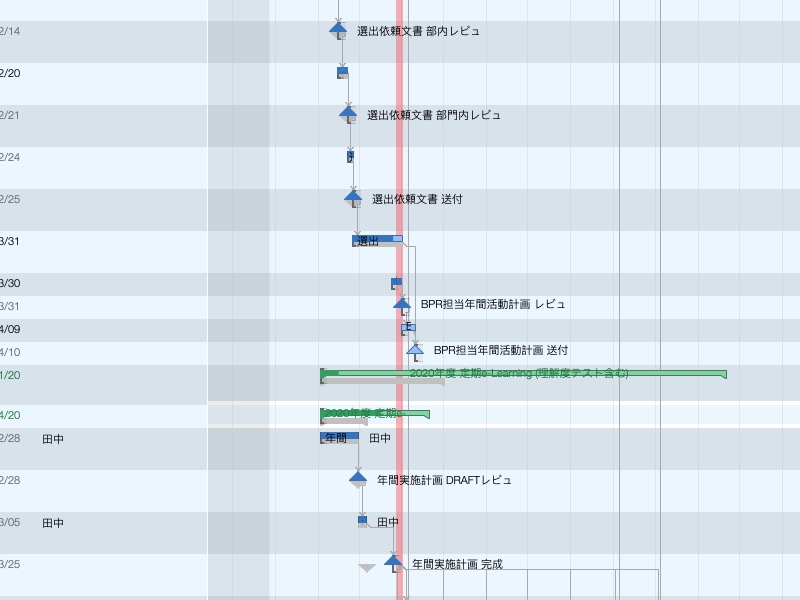 2/14 選出依頼文書 部内レビュ
2/20
2/21 選出依頼文書 部門内レビュ
2/24
2/25 選出依頼文書 送付
3/31 選出
3/30
3/31 BPR担当年間活動計画 レビュ
4/09 E
4/10 BPR担当年間活動計画 送付
1/20 2020年度 定期e-Learning (理解度テスト含む)
4/20 2020年度 定期e-
2/28 田中 年間 田中
2/28 年間実施計画 DRAFTレビュ
3/05 田中 田中
3/25 年間実施計画 完成